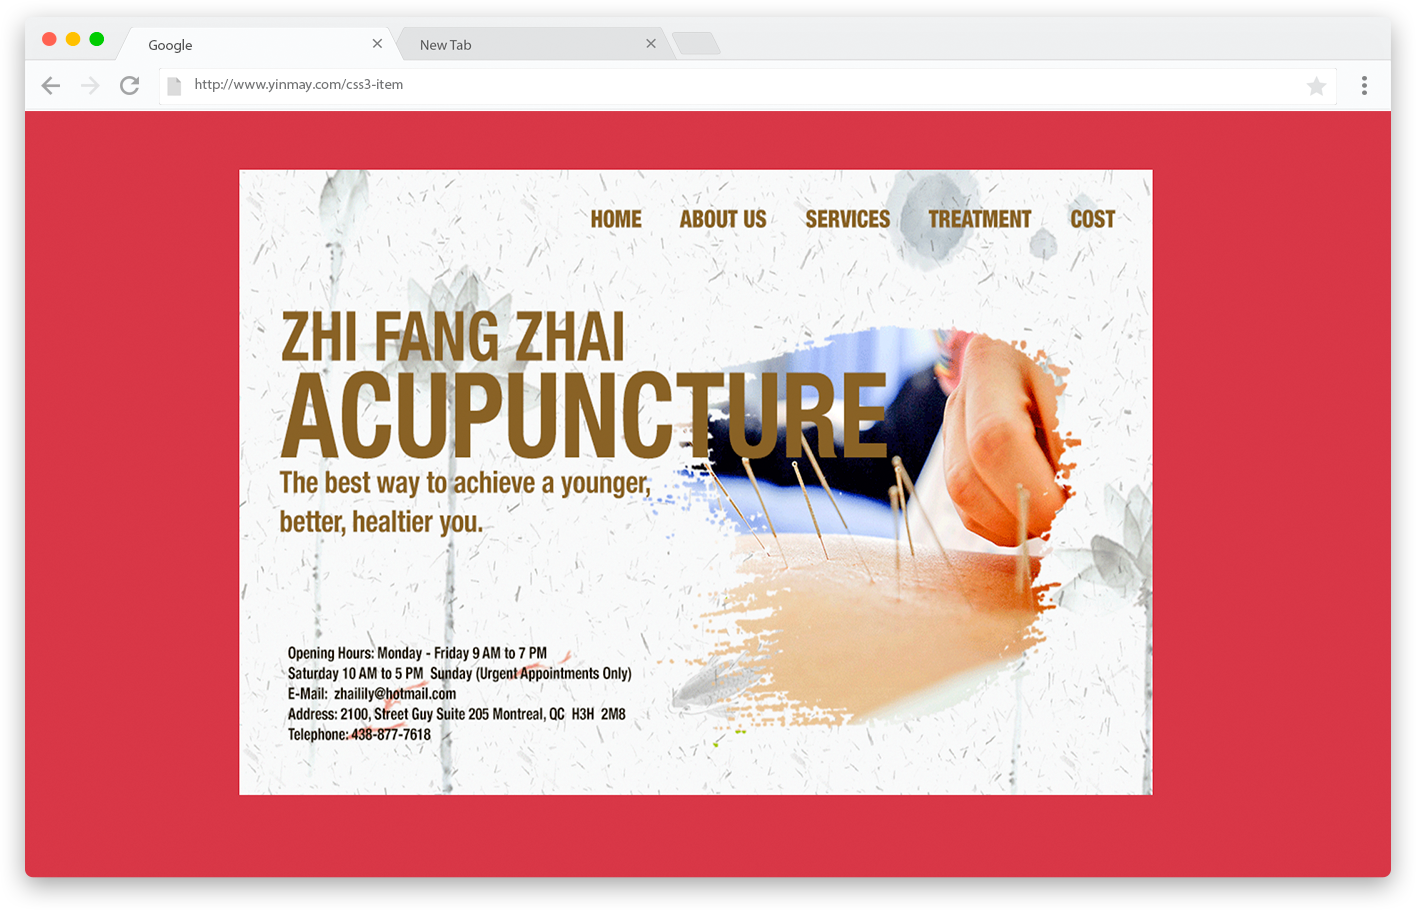 Google
New Tab
http://www.yinmay.com/css3-item
HOME ABOUT US SERVICES TREATMENT COST
ZHI FANG ZHAI
ACUPUNCTURE
The best way to achieve a younger,
better, healtier you.
Opening Hours: Monday - Friday 9 AM to 7 PM
Saturday 10 AM to 5 PM Sunday (Urgent Appointments Only)
E-Mail: zhailily@hotmail.com
Address: 2100, Street Guy Suite 205 Montreal, QC H3H 2M8
Telephone: 438-877-7618